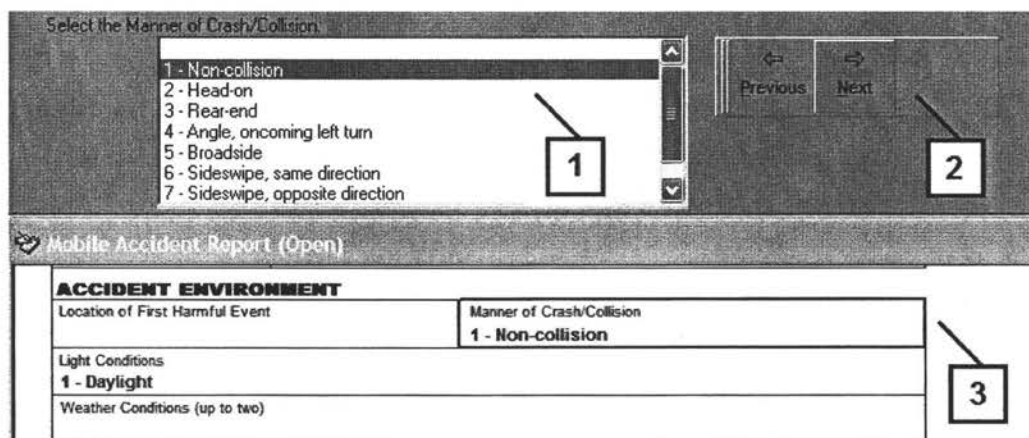 Select the Manner of Crash/Collision.
1 - Non-collision
2 - Head-on
3 - Rear-end
4 - Angle, oncoming left turn
5 - Broadside
6 - Sideswipe, same direction
7 - Sideswipe, opposite direction
1
Previous Next
2
Mobile Accident Report (Open)
ACCIDENT ENVIRONMENT
Location of First Harmful Event Manner of Crash/Collision
1 - Non-collision
Light Conditions
1 - Daylight
3
Weather Conditions (up to two)